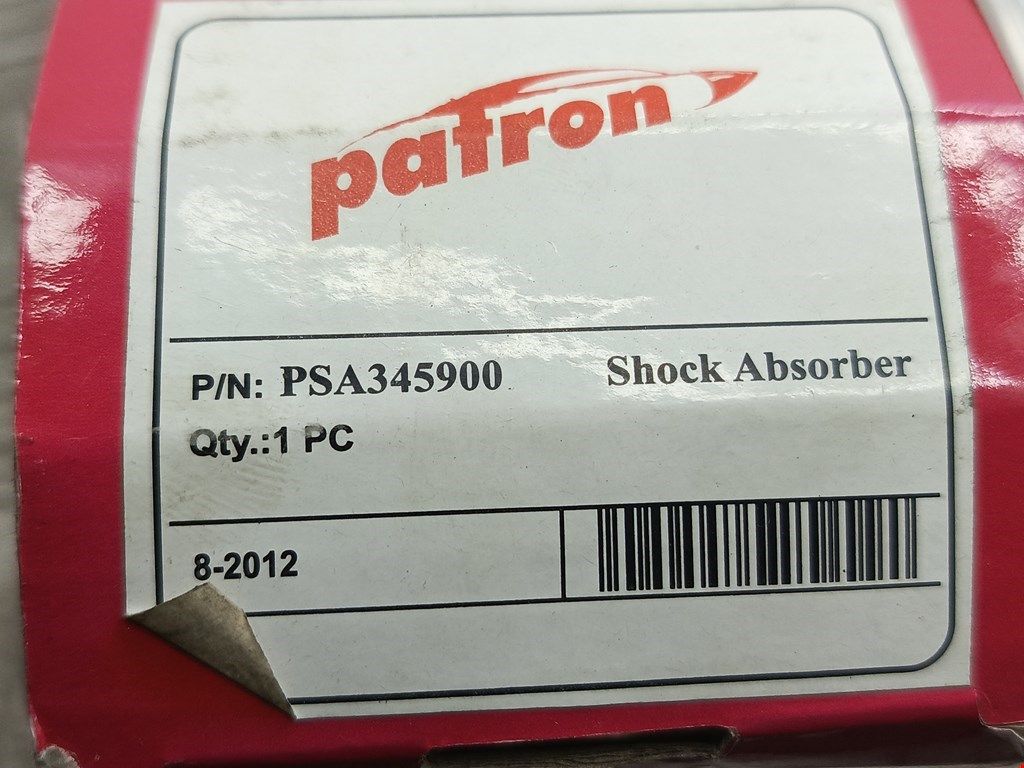 patron
P/N: PSA345900 Shock Absorber
Qty.:1 PC
8-2012